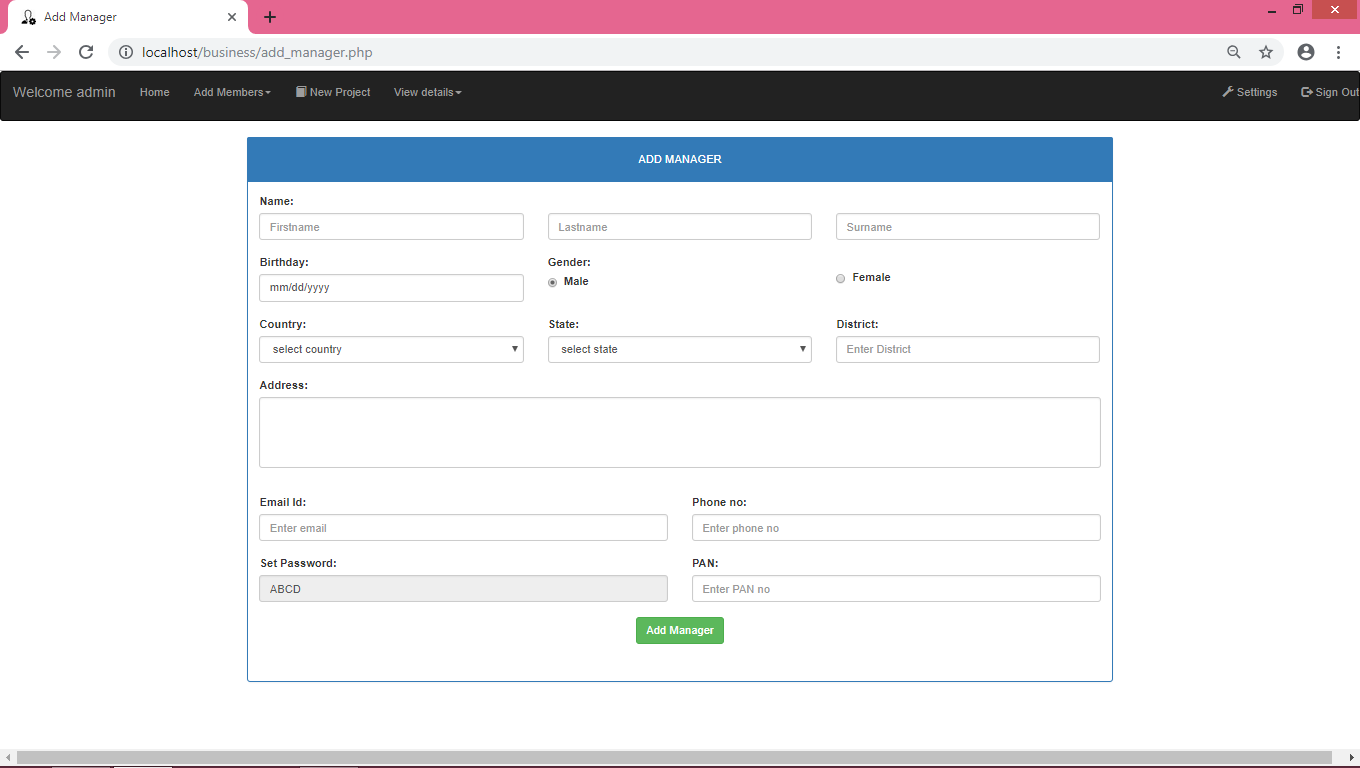 Add Manager
localhost/business/add_manager.php
Welcome admin Home Add Members New Project View details Settings Sign Out
ADD MANAGER
Name:
Firstname Lastname Surname
Birthday: Gender:
mm/dd/yyyy Male Female
Country: State: District:
select country select state Enter District
Address:
Email Id: Phone no:
Enter email Enter phone no
Set Password: PAN:
ABCD Enter PAN no
Add Manager